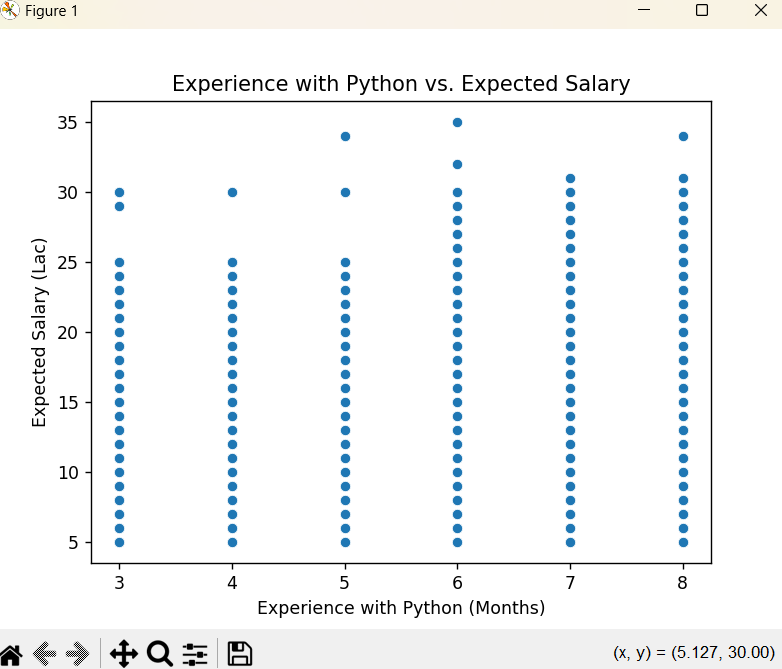 Figure 1
Experience with Python vs. Expected Salary
35
30
25
20
15
10
5
Expected Salary (Lac)
3 4 5 6 7 8
Experience with Python (Months)
(x, y) = (5.127, 30.00)